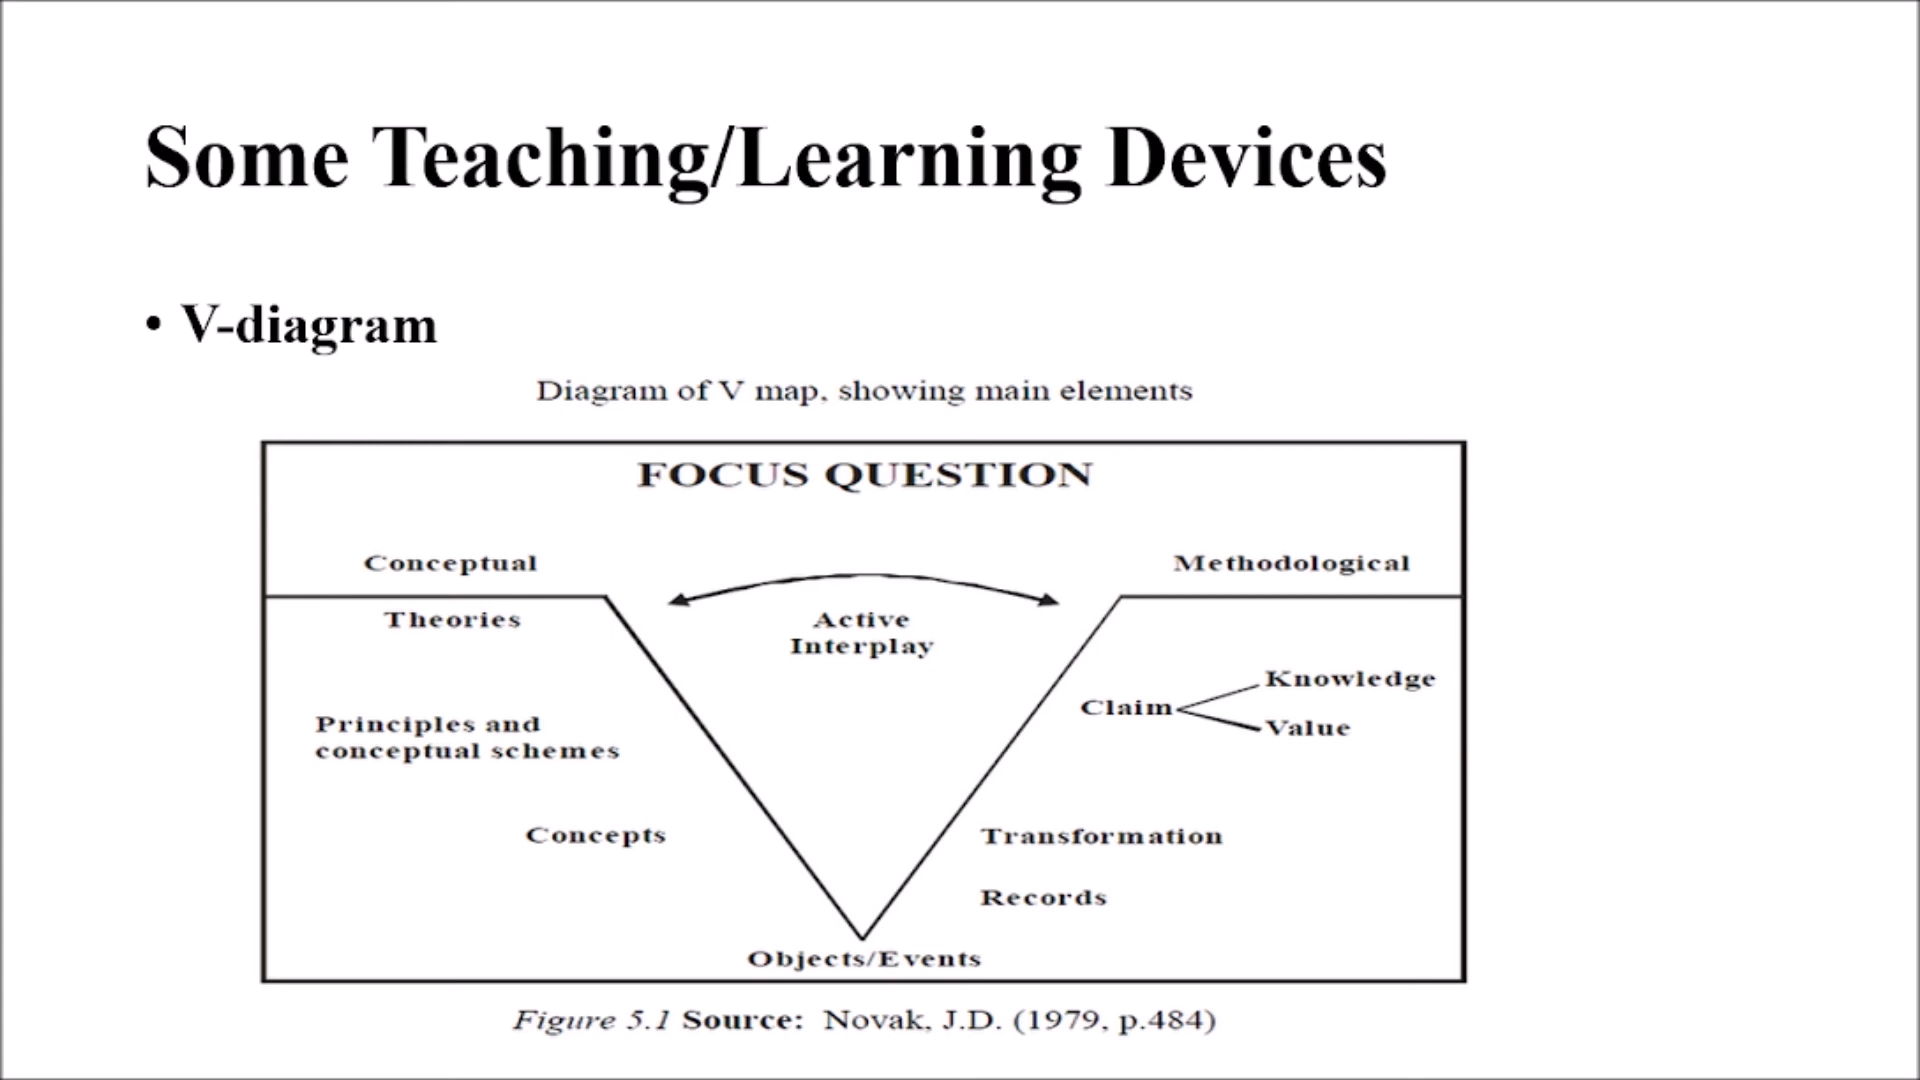 Some Teaching/Learning Devices
• V-diagram
Diagram of V map, showing main elements
FOCUS QUESTION
Conceptual
Methodological
Theories
Active
Interplay
Principles and
conceptual schemes
Claim
Knowledge
Value
Concepts
Transformation
Records
Objects/Events
Figure 5.1 Source: Novak, J.D. (1979, p.484)